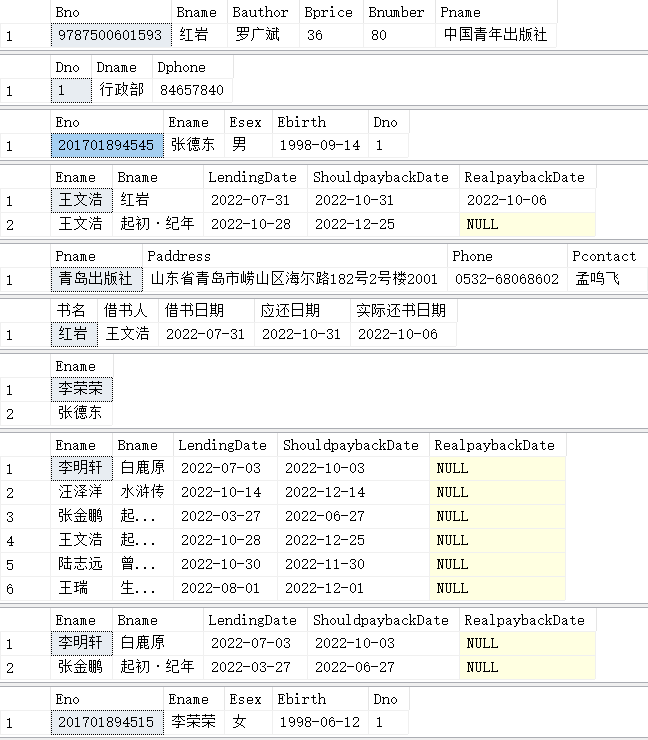 Eno Bname Bauthor Bprice Bnumber Pname
1 9787500601593 红岩 罗广斌 36 80 中国青年出版社
Dno Dname Dphone
1 1 行政部 84657840
Eno Ename Esex Ebirth Dno
1 201701894545 张德东 男 1998-09-14 1
Ename Bname LendingDate ShouldpaybackDate RealpaybackDate
1 王文浩 红岩 2022-07-31 2022-10-31 2022-10-06
2 王文浩 起初·纪年 2022-10-28 2022-12-25 NULL
Pname Paddress Phone Pcontact
1 青岛出版社 山东省青岛市崂山区海尔路182号2号楼2001 0532-68068602 孟鸣飞
书名 借书人 借书日期 应还日期 实际还书日期
1 红岩 王文浩 2022-07-31 2022-10-31 2022-10-06
Ename
1 李荣荣
2 张德东
Ename Bname LendingDate ShouldpaybackDate RealpaybackDate
1 李明轩 白鹿原 2022-07-03 2022-10-03 NULL
2 汪泽洋 水浒传 2022-10-14 2022-12-14 NULL
3 张金鹏 起... 2022-03-27 2022-06-27 NULL
4 王文浩 起... 2022-10-28 2022-12-25 NULL
5 陆志远 曾... 2022-10-30 2022-11-30 NULL
6 王瑞 生... 2022-08-01 2022-12-01 NULL
Ename Bname LendingDate ShouldpaybackDate RealpaybackDate
1 李明轩 白鹿原 2022-07-03 2022-10-03 NULL
2 张金鹏 起初·纪年 2022-03-27 2022-06-27 NULL
Eno Ename Esex Ebirth Dno
1 201701894515 李荣荣 女 1998-06-12 1